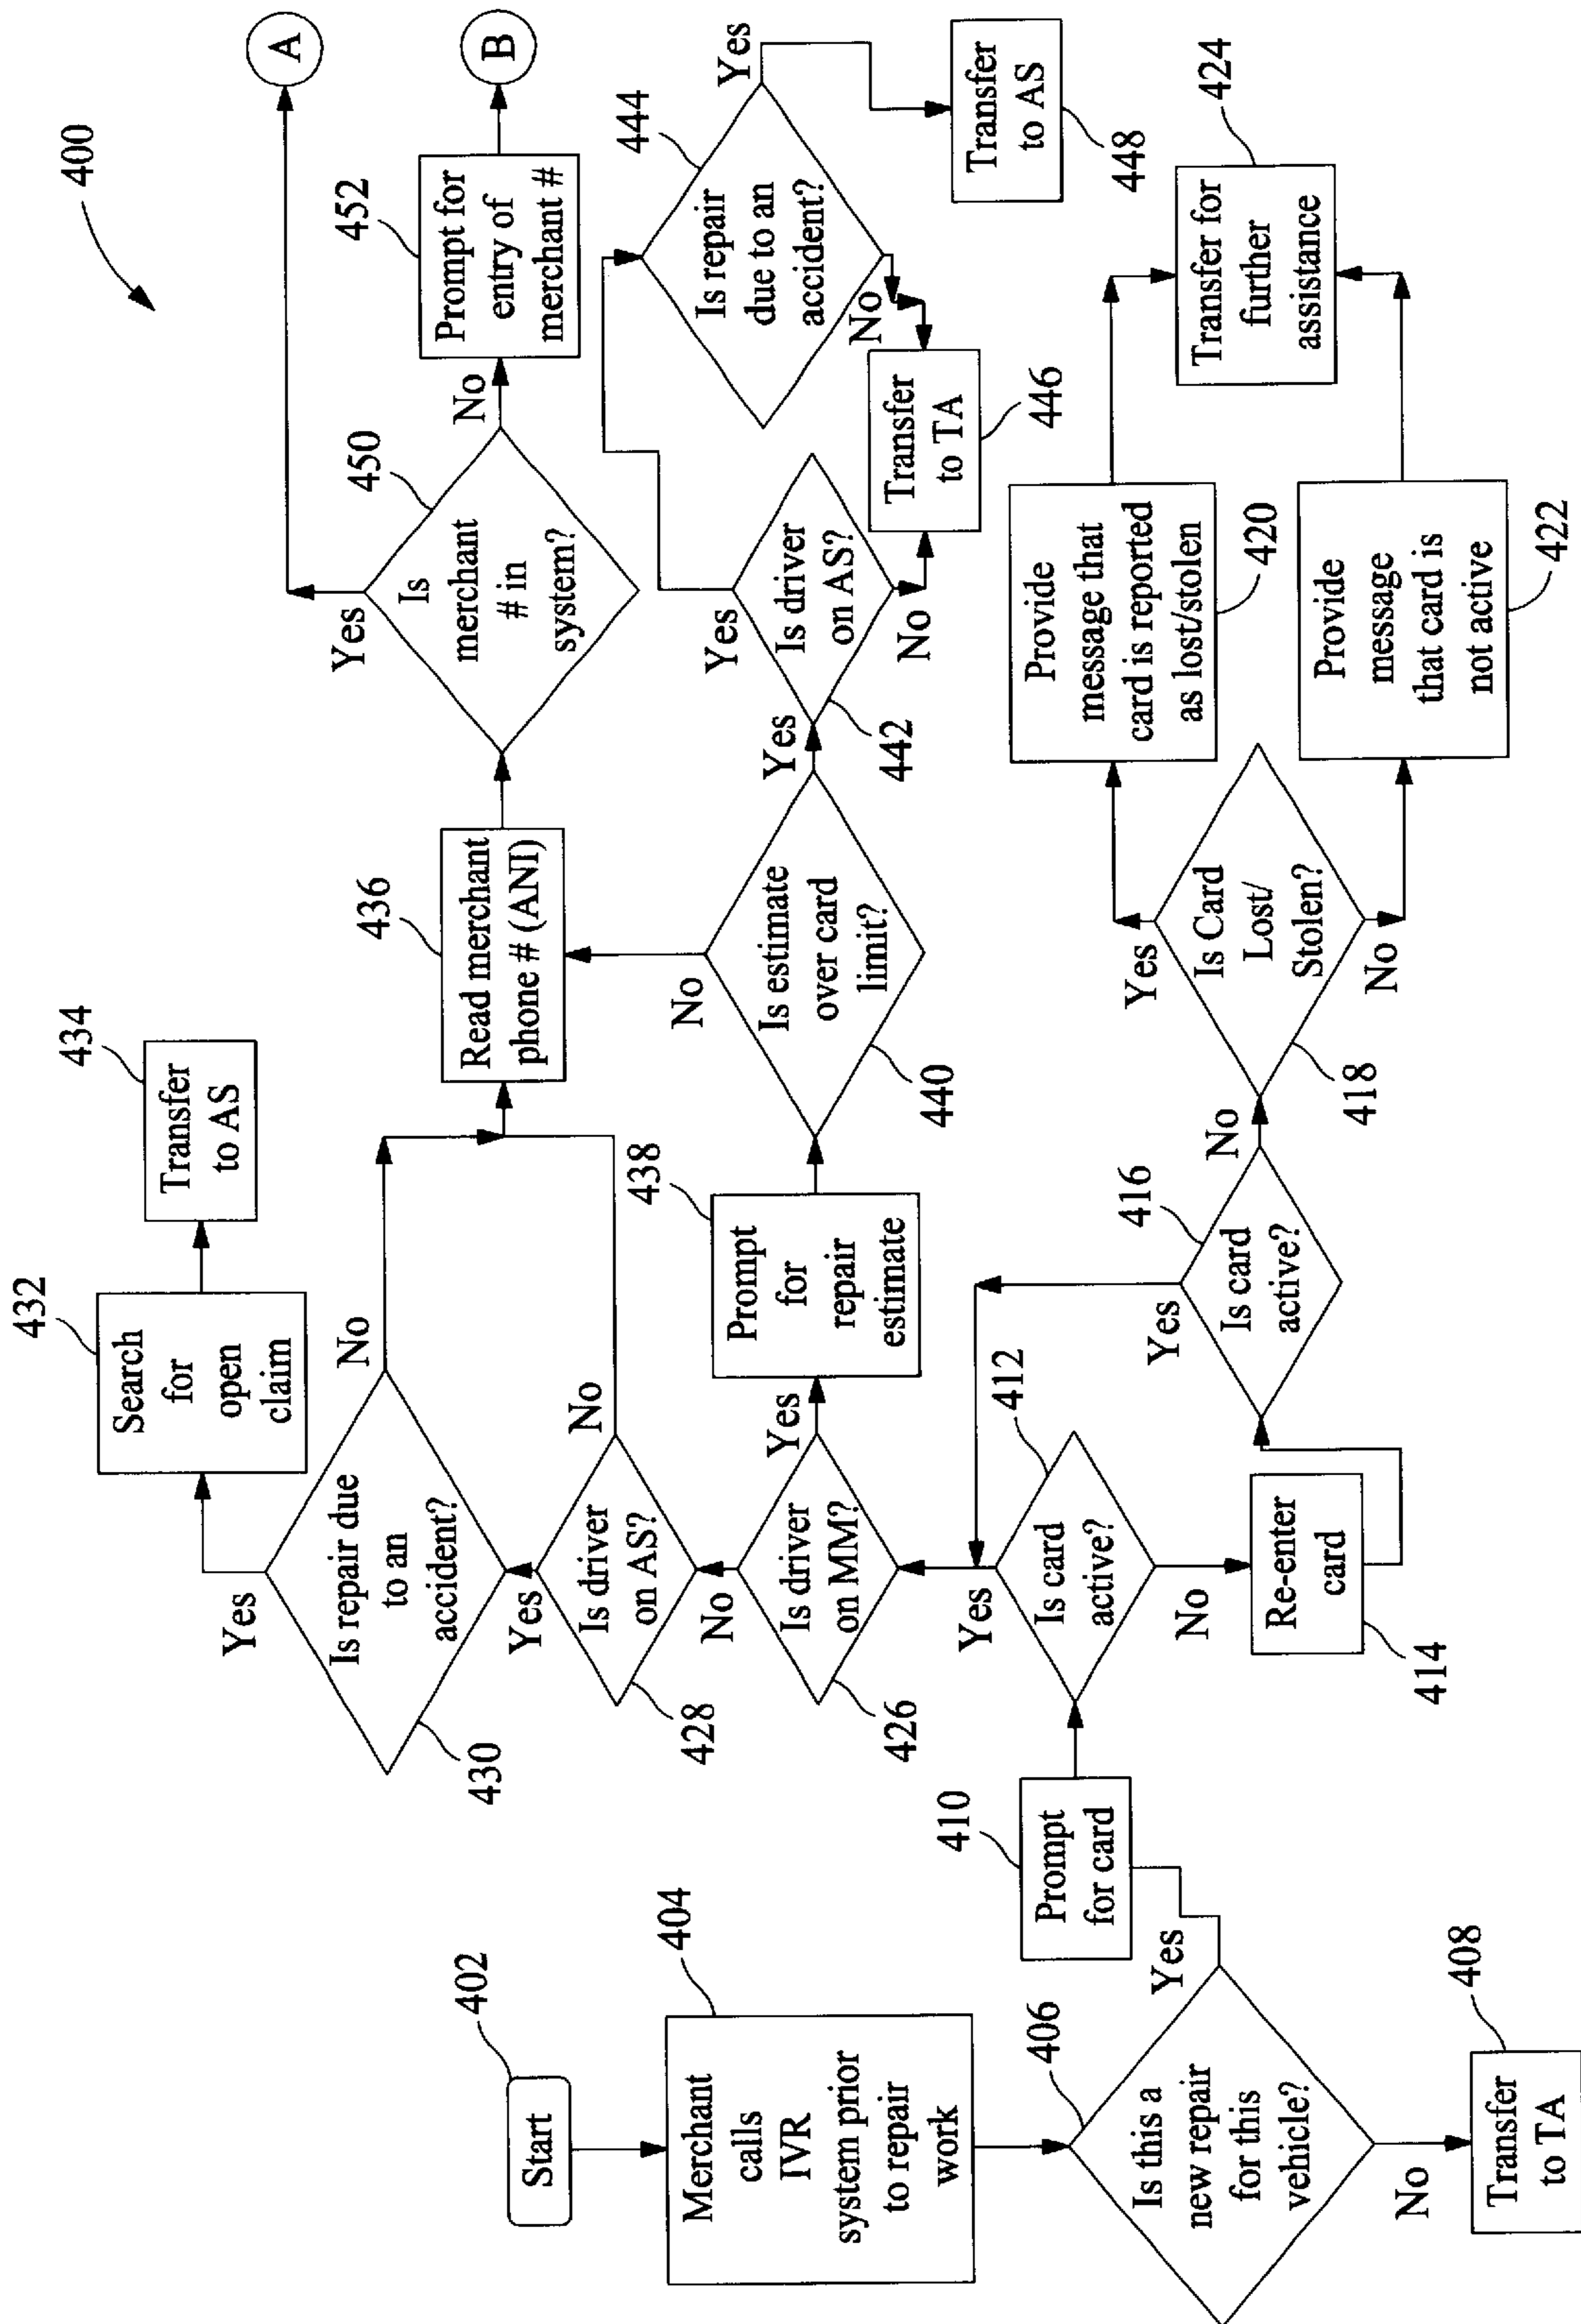 400
402
Start
404
Merchant
calls
IVR
system prior
to repair
work
406
Is this a
new repair
for this
vehicle?
Yes
No
408
Transfer
to TA
410
Prompt
for card
412
Is card
active?
Yes
No
414
Re-enter
card
416
Is card
active?
Yes
No
418
Is Card
Lost/
Stolen?
Yes
No
420
Provide
message that
card is reported
as lost/stolen
422
Provide
message
that card is
not active
424
Transfer for
further
assistance
426
Is driver
on MM?
Yes
No
428
Is driver
on AS?
Yes
No
430
Is repair due
to an
accident?
Yes
No
432
Search
for
open
claim
434
Transfer
to AS
436
Read merchant
phone # (ANI)
438
Prompt
for
repair
estimate
440
Is estimate
over card
limit?
No
Yes
442
Is driver
on AS?
Yes
No
444
Is repair
due to an
accident?
Yes
No
446
Transfer
to TA
448
Transfer
to AS
450
Is
merchant
# in
system?
Yes
No
452
Prompt for
entry of
merchant #
A
B